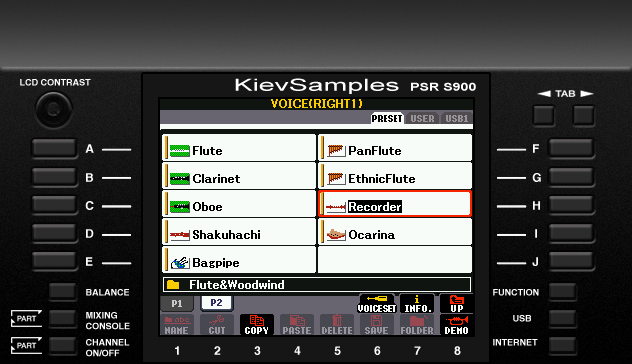 LCD CONTRAST
KievSamples PSR S900
TAB
VOICE(RIGHT1)
PRESET USER USB1
A Flute PanFlute F
B Clarinet EthnicFlute G
C Oboe Recorder H
D Shakuhachi Ocarina I
E Bagpipe J
Flute&Woodwind
BALANCE P1 P2 VOICESET INFO. UP FUNCTION
PART MIXING CONSOLE NAME CUT COPY PASTE DELETE SAVE FOLDER DEMO USB
PART CHANNEL ON/OFF 1 2 3 4 5 6 7 8 INTERNET